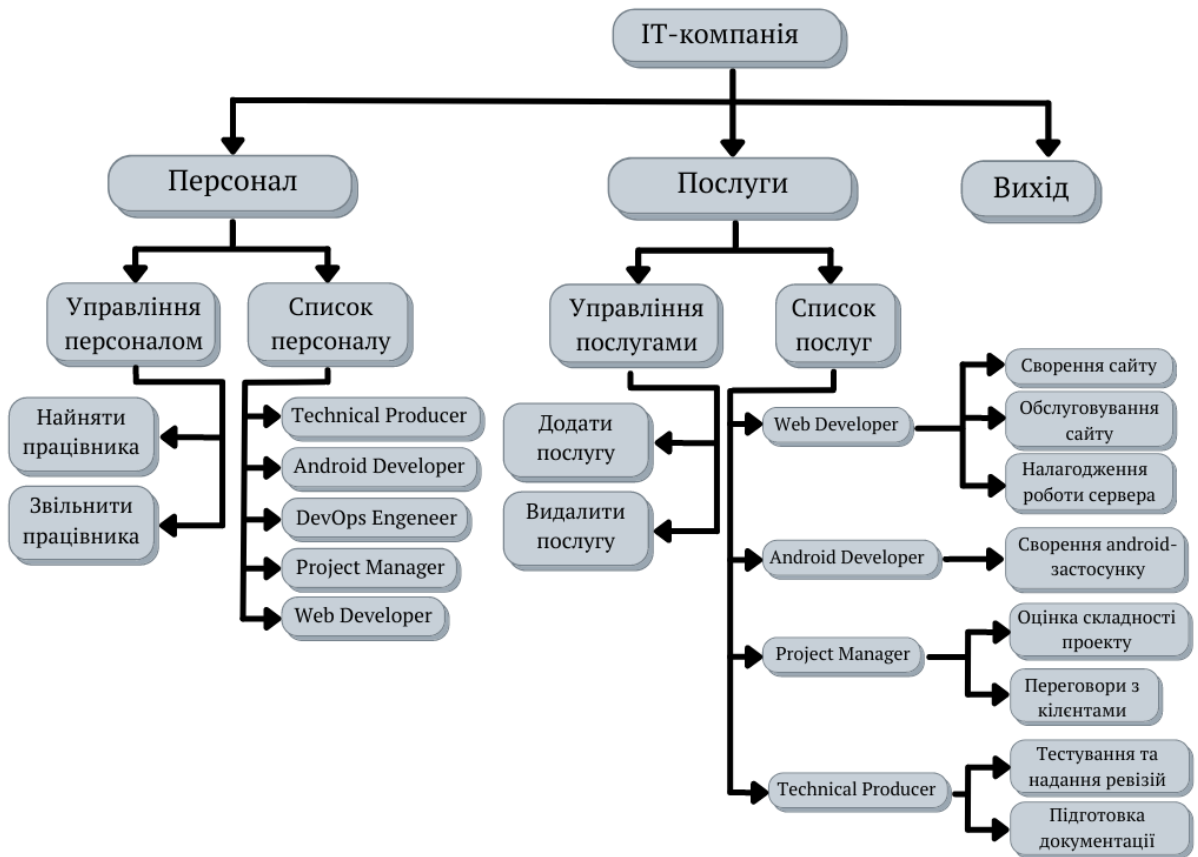 ІТ-компанія
Персонал
Послуги
Вихід
Управління
персоналом
Список
персоналу
Управління
послугами
Список
послуг
Найняти
працівника
Звільнити
працівника
Technical Producer
Android Developer
DevOps Engeneer
Project Manager
Web Developer
Додати
послугу
Видалити
послугу
Web Developer
Сворення сайту
Обслуговування
сайту
Налагодження
роботи сервера
Android Developer
Сворення android-
застосунку
Project Manager
Оцінка складності
проекту
Переговори з
кілєнтами
Technical Producer
Тестування та
надання ревізій
Підготовка
документації